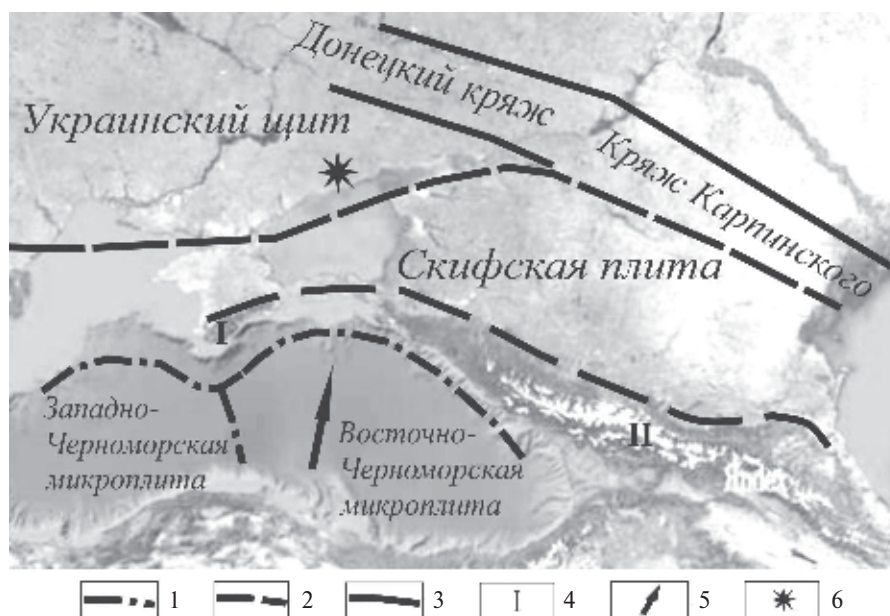 Донецкий кряж
Украинский щит
Кряж Карпинского
Скифская плита
I
Западно-
Черноморская
микроплита
Восточно-
Черноморская
микроплита
II
Яndex
1
2
3
I
4
5
6